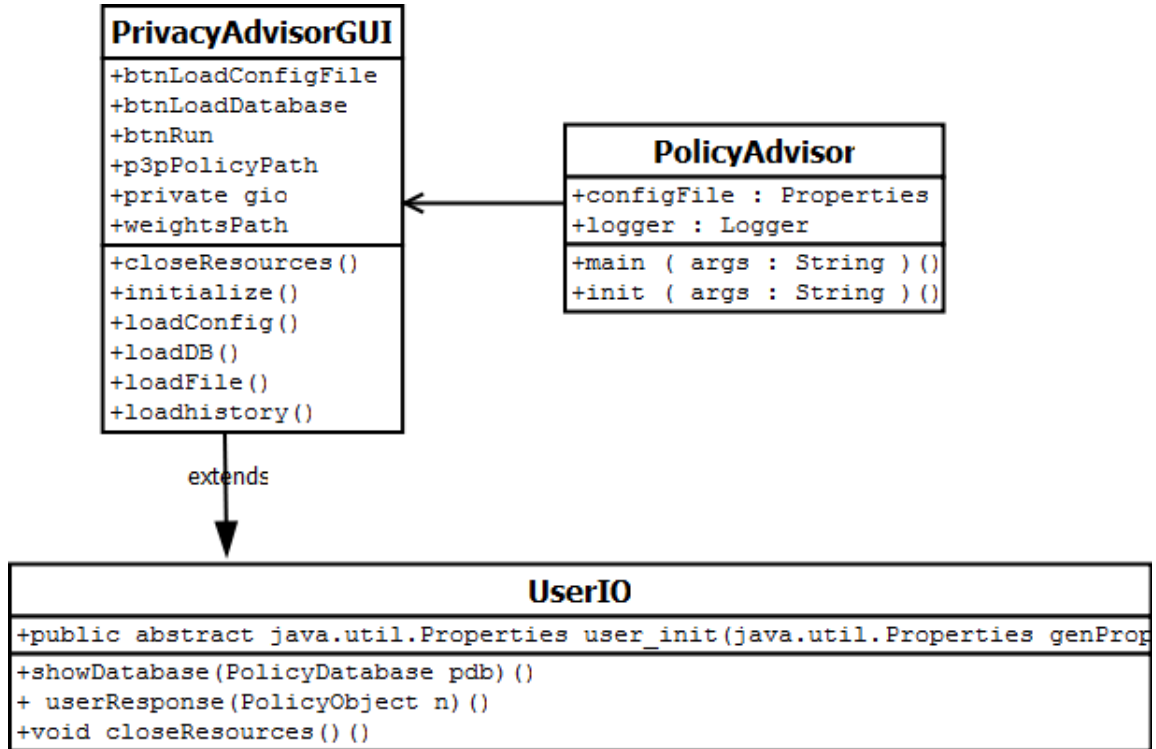 PrivacyAdvisorGUI
+btnLoadConfigFile
+btnLoadDatabase
+btnRun
+p3pPolicyPath
+private gio
+weightsPath
+closeResources()
+initialize()
+loadConfig()
+loadDB()
+loadFile()
+loadhistory()
PolicyAdvisor
+configFile : Properties
+logger : Logger
+main ( args : String )()
+init ( args : String )()
extends
UserIO
+public abstract java.util.Properties user_init(java.util.Properties genProp
+showDatabase(PolicyDatabase pdb)()
+ userResponse(PolicyObject n)()
+void closeResources()()